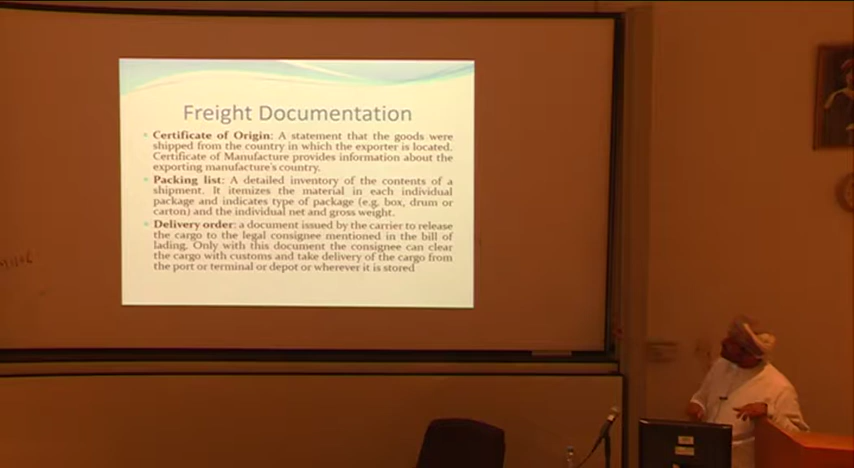 Freight Documentation
Certificate of Origin: A statement that the goods were
shipped from the country in which the exporter is located.
Certificate of Manufacture provides information about the
exporting manufacture's country.
Packing list: A detailed inventory of the contents of a
shipment. It itemizes the material in each individual
package and indicates type of package (e.g, box, drum or
carton) and the individual net and gross weight.
Delivery order: a document issued by the carrier to release
the cargo to the legal consignee mentioned in the bill of
lading. Only with this document the consignee can clear
the cargo with customs and take delivery of the cargo from
the port or terminal or depot or wherever it is stored